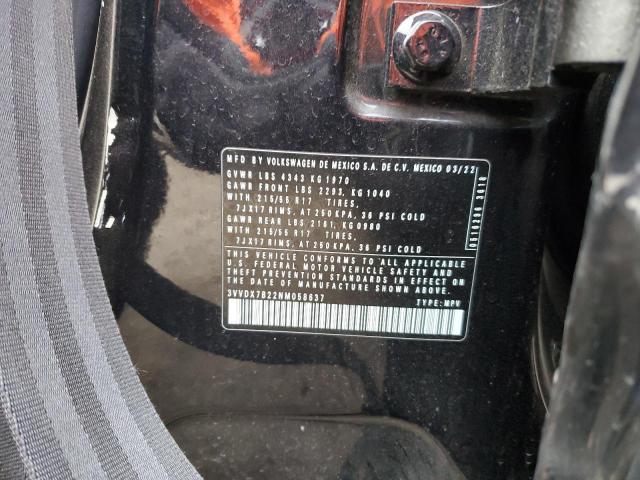 MFD BY VOLKSWAGEN DE MEXICO S.A. DE C.V. MEXICO 03/22
GVWR LBS 4343 KG 1970
GAWR FRONT LBS 2293, KG 1040
WITH 215/55 R17 TIRES,
7JX17 RIMS, AT 250 KPA, 36 PSI COLD
GAWR REAR LBS 2161, KG 0980
WITH 215/55 R17 TIRES,
7JX17 RIMS, AT 250 KPA, 36 PSI COLD
THIS VEHICLE CONFORMS TO ALL APPLICABLE
U.S. FEDERAL MOTOR VEHICLE SAFETY AND
THEFT PREVENTION STANDARDS IN EFFECT ON
THE DATE OF MANUFACTURE SHOWN ABOVE.
3VVDX7B22NM058637 TYPE: MPV